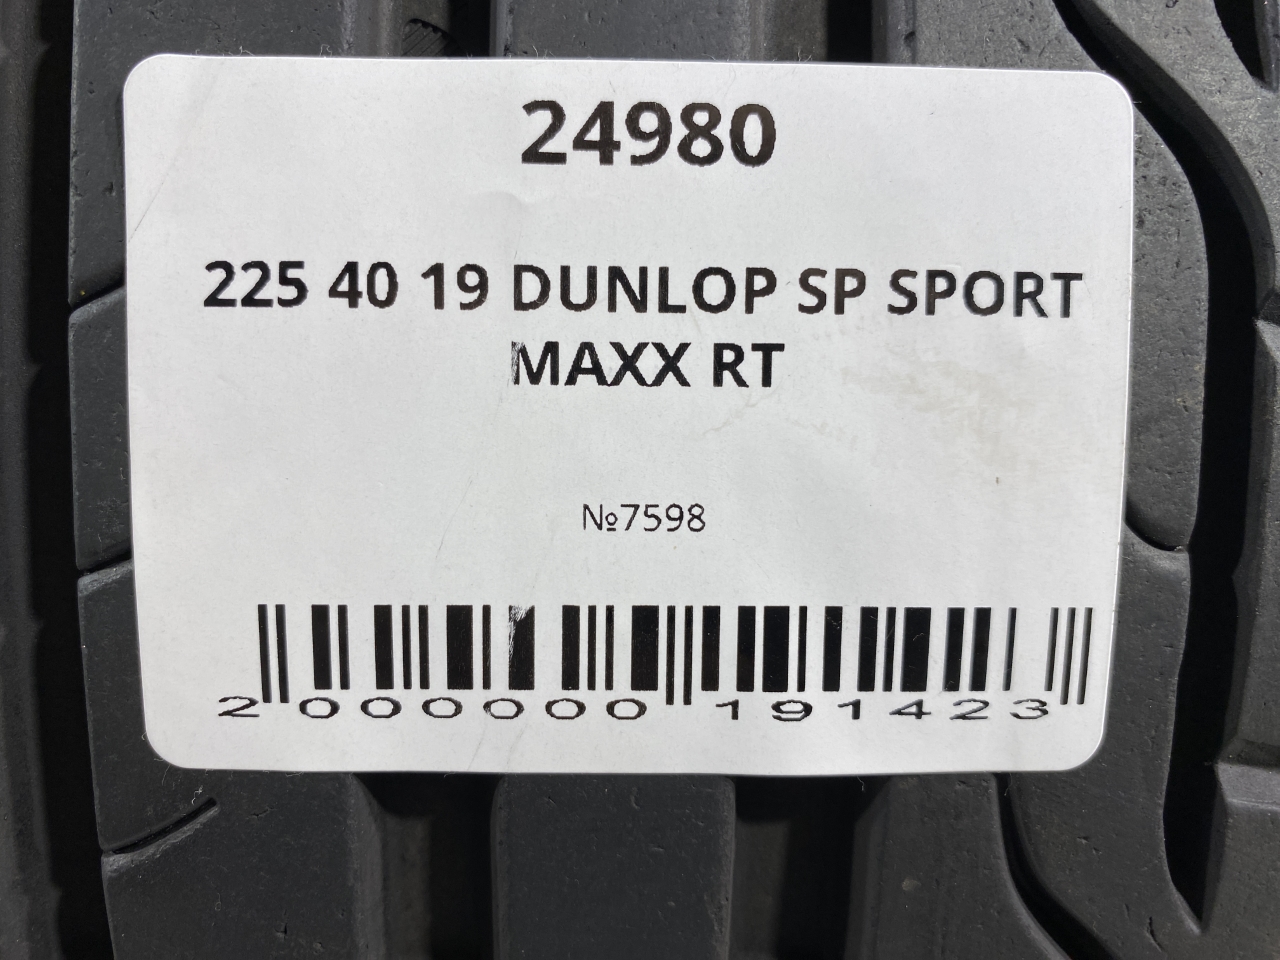 24980
225 40 19 DUNLOP SP SPORT
MAXX RT
№7598
2 000000 191423